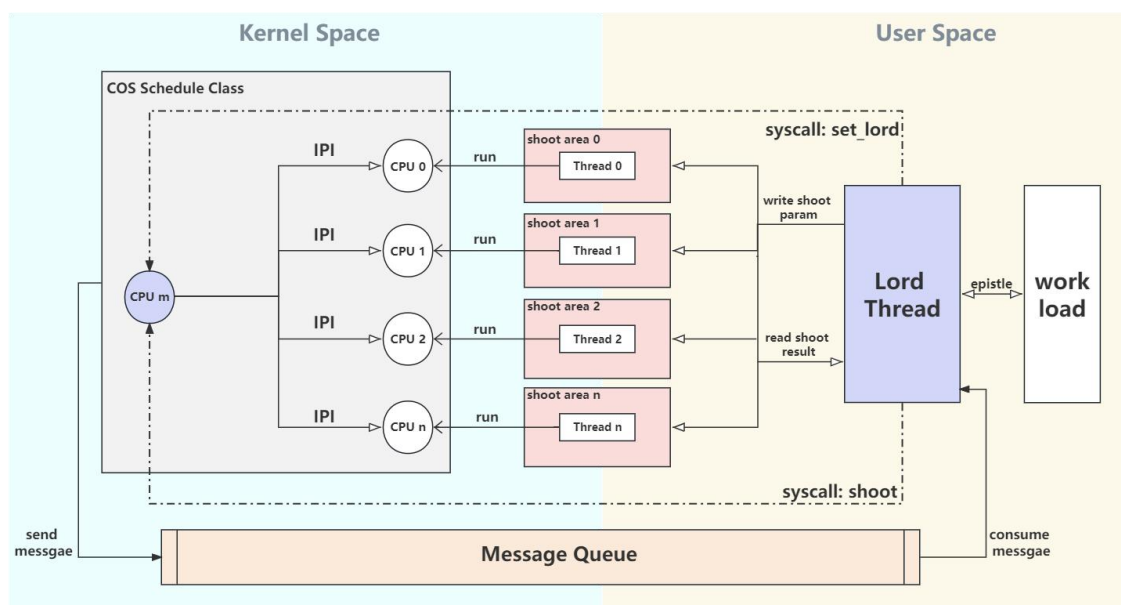 Kernel Space
User Space
COS Schedule Class
syscall: set_lord
IPI
CPU 0
run
shoot area 0
Thread 0
write shoot
param
IPI
CPU 1
run
shoot area 1
Thread 1
CPU m
Lord
Thread
epistle
work
load
IPI
CPU 2
run
shoot area 2
Thread 2
read shoot
result
IPI
CPU n
run
shoot area n
Thread n
syscall: shoot
send
messgae
Message Queue
consume
messgae